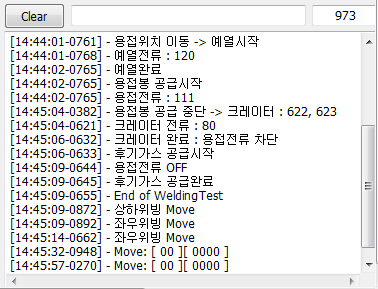 Clear
973
[14:44:01-0761] - 용접위치 이동 -> 예열시작
[14:44:01-0768] - 예열전류 : 120
[14:44:02-0765] - 예열완료
[14:44:02-0765] - 용접봉 공급시작
[14:44:02-0765] - 용접전류 : 111
[14:45:04-0382] - 용접봉 공급 중단 -> 크레이터 : 622, 623
[14:45:04-0621] - 크레이터 전류 : 80
[14:45:06-0632] - 크레이터 완료 : 용접전류 차단
[14:45:06-0633] - 후기가스 공급시작
[14:45:09-0644] - 용접전류 OFF
[14:45:09-0645] - 후기가스 공급완료
[14:45:09-0655] - End of WeldingTest
[14:45:09-0872] - 상하위빙 Move
[14:45:09-0892] - 좌우위빙 Move
[14:45:14-0662] - 좌우위빙 Move
[14:45:32-0948] - Move: [ 00 ][ 0000 ]
[14:45:57-0270] - Move: [ 00 ][ 0000 ]